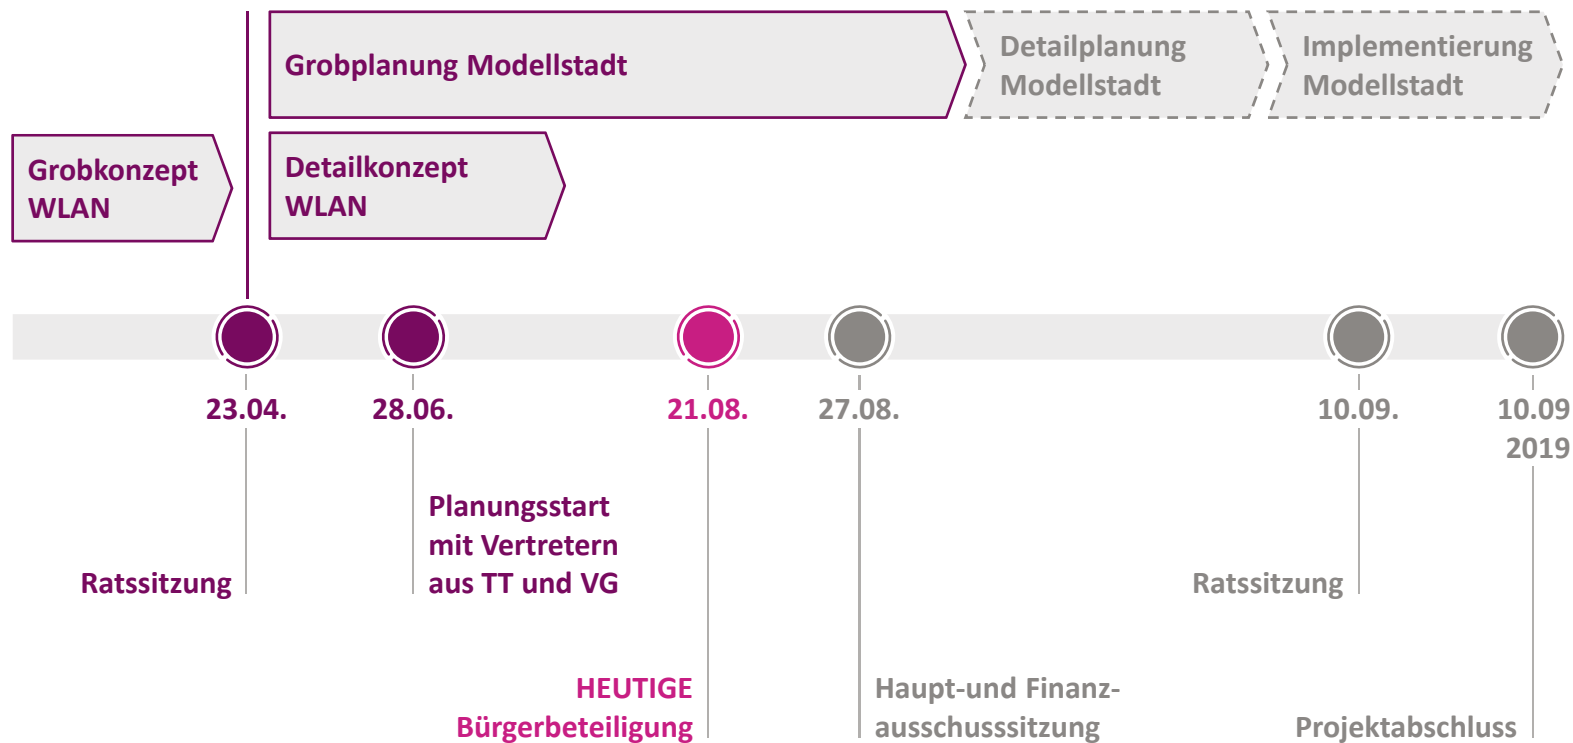 Grobplanung Modellstadt
Detailplanung
Modellstadt
Implementierung
Modellstadt
Grobkonzept
WLAN
Detailkonzept
WLAN
23.04.
28.06.
21.08.
27.08.
10.09.
10.09
2019
Ratssitzung
Planungsstart
mit Vertretern
aus TT und VG
HEUTIGE
Bürgerbeteiligung
Haupt-und Finanz-
ausschusssitzung
Ratssitzung
Projektabschluss